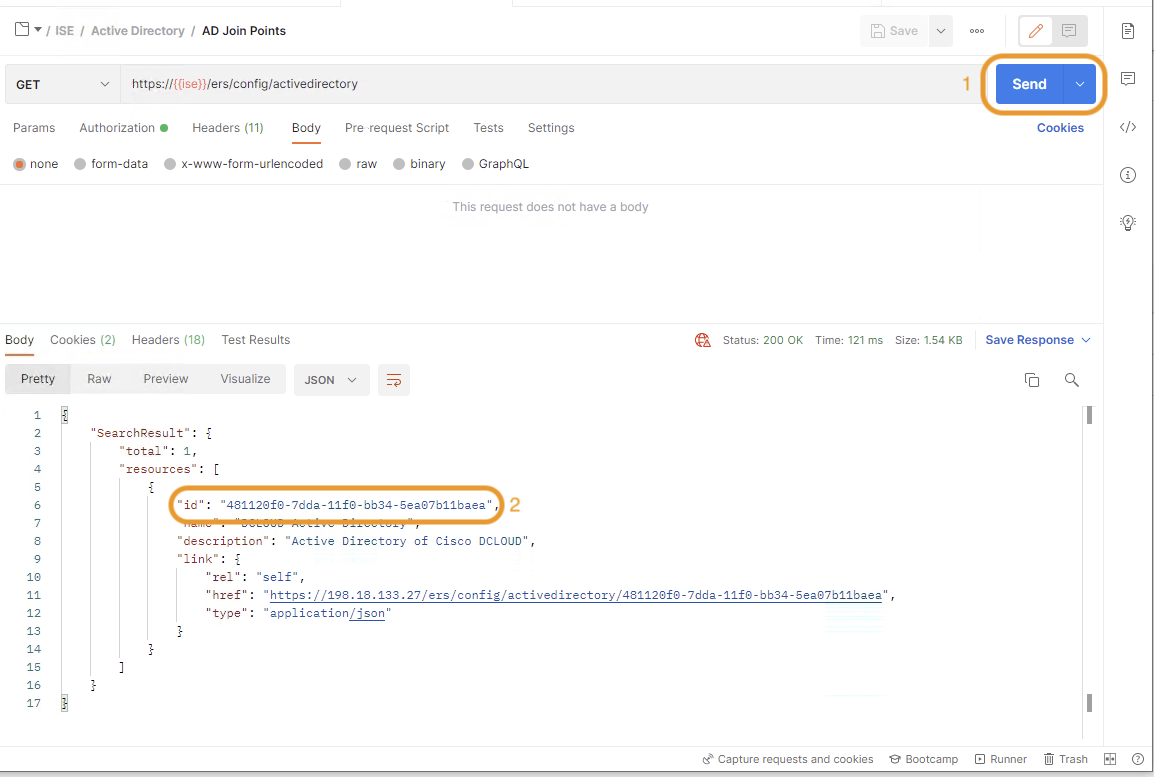 / ISE / Active Directory / AD Join Points
Save
GET
https://{{ise}}/ers/config/activedirectory
1
Send
Params Authorization Headers (11) Body Pre-request Script Tests Settings
Cookies
none form-data x-www-form-urlencoded raw binary GraphQL
This request does not have a body
Body Cookies (2) Headers (18) Test Results
Status: 200 OK Time: 121 ms Size: 1.54 KB
Save Response
Pretty Raw Preview Visualize JSON
1 {
2 "SearchResult": {
3 "total": 1,
4 "resources": [
5 {
6 "id": "481120f0-7dda-11f0-bb34-5ea07b11baea", 2
7 "name": "DCLOUD Active Directory",
8 "description": "Active Directory of Cisco DCLOUD",
9 "link": {
10 "rel": "self",
11 "href": "https://198.18.133.27/ers/config/activedirectory/481120f0-7dda-11f0-bb34-5ea07b11baea",
12 "type": "application/json"
13 }
14 }
15 ]
16 }
17 }
Capture requests and cookies Bootcamp Runner Trash